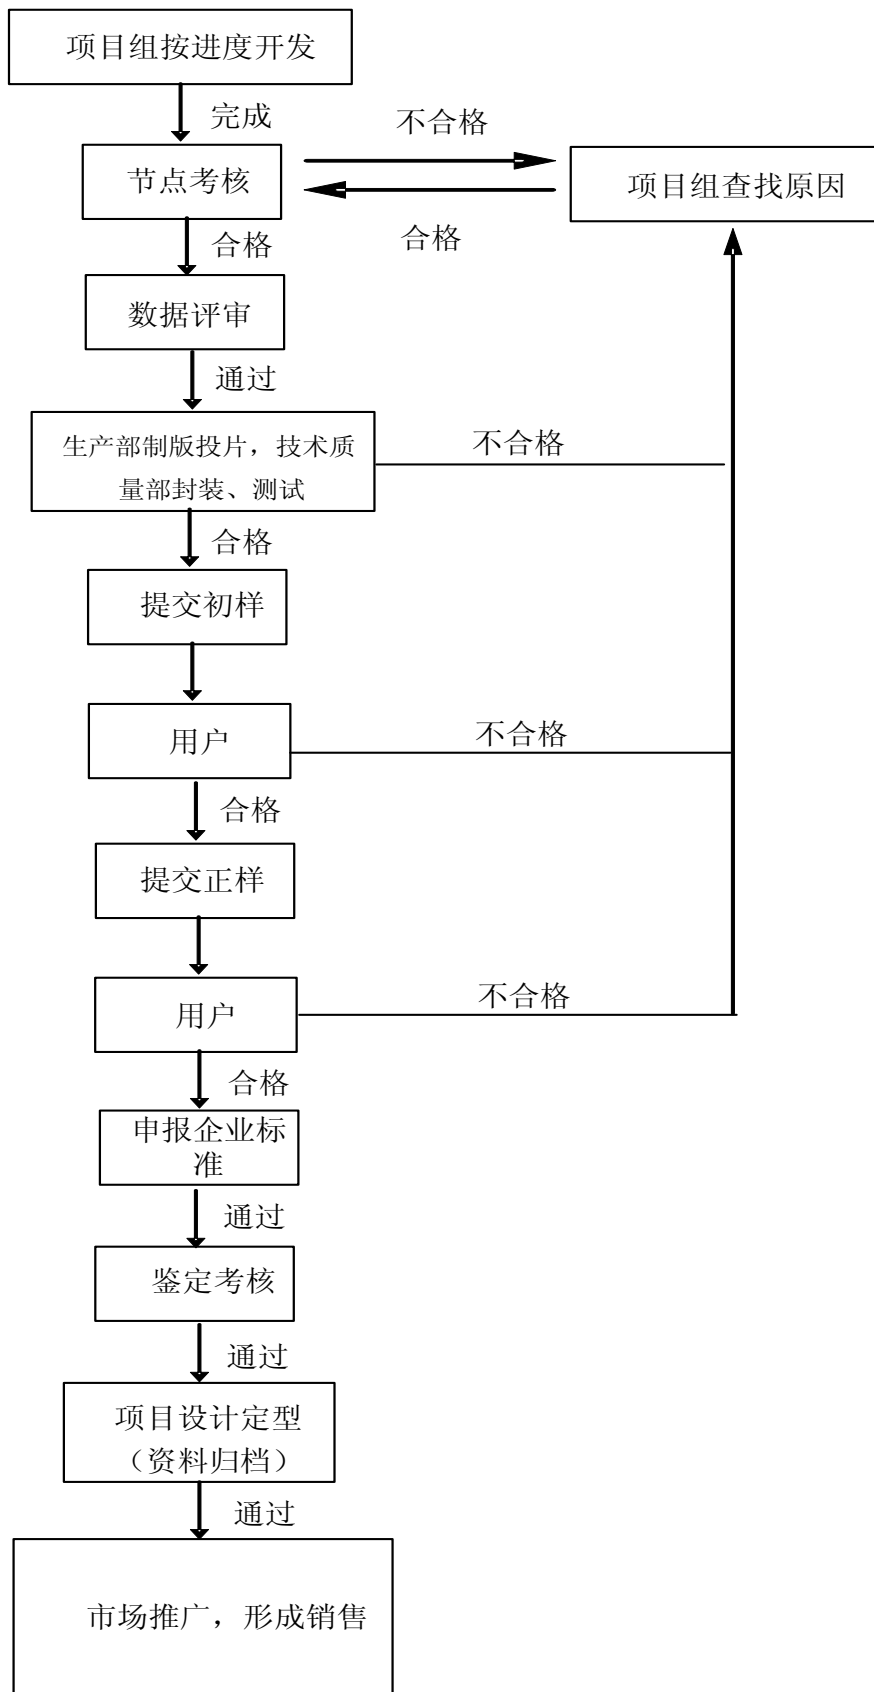 项目组按进度开发
完成
不合格
节点考核
项目组查找原因
合格
合格
数据评审
通过
生产部制版投片，技术质
量部封装、测试
不合格
合格
提交初样
用户
不合格
合格
提交正样
用户
不合格
合格
申报企业标
准
通过
鉴定考核
通过
项目设计定型
（资料归档）
通过
市场推广，形成销售